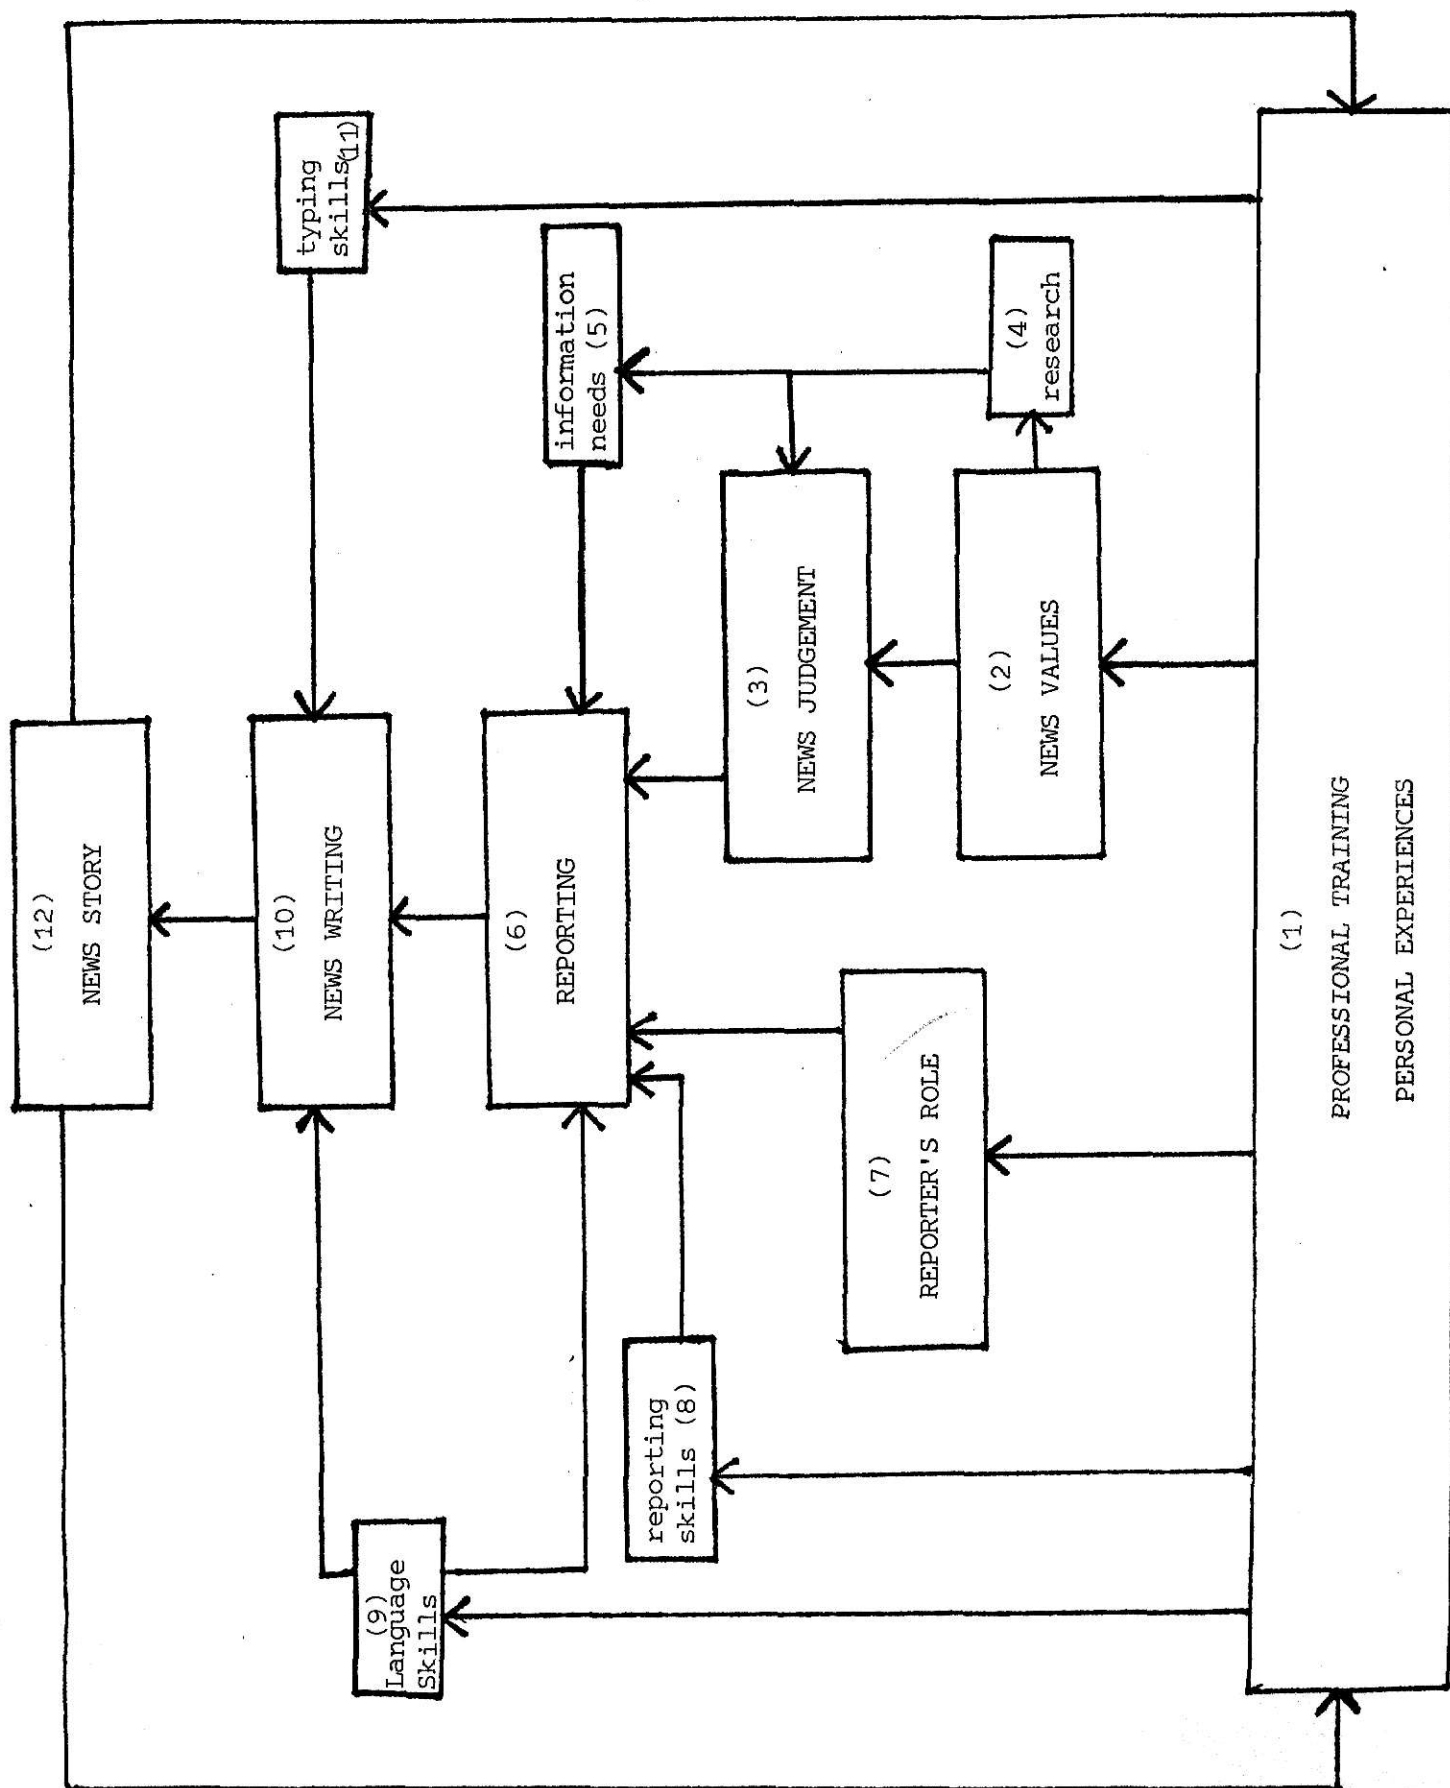 (12)
NEWS STORY
(10)
NEWS WRITING
typing
skills(11)
(9)
Language
Skills
(6)
REPORTING
information
needs (5)
reporting
skills (8)
(3)
NEWS JUDGEMENT
(7)
REPORTER'S ROLE
(2)
NEWS VALUES
(4)
research
(1)
PROFESSIONAL TRAINING
PERSONAL EXPERIENCES